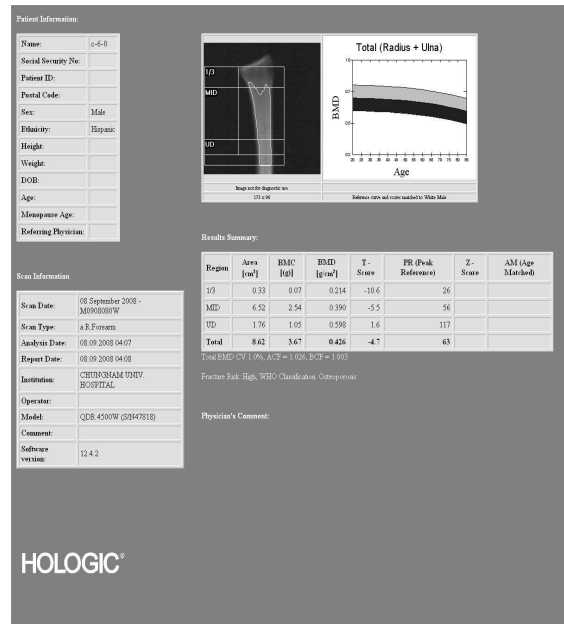 Patient Information:
Name: c-6-0
Social Security No:
Patient ID:
Postal Code:
Sex: Male
Ethnicity: Hispanic
Height:
Weight:
DOB:
Age:
Menopause Age:
Referring Physician:
1/3
MID
UD
Image not for diagnostic use
Total (Radius + Ulna)
BMD
Age
Reference curve and scores matched to White Male
Results Summary:
Region Area [cm²] BMC [(g)] BMD [g/cm²] T - Score PR (Peak Reference) Z - Score AM (Age Matched)
1/3 0.33 0.07 0.214 -10.6 26
MID 6.52 2.54 0.390 -5.5 56
UD 1.76 1.05 0.598 1.6 117
Total 8.62 3.67 0.426 -4.7 63
Total BMD CV 1.0%, ACF = 1.026, BCF = 1.003
Fracture Risk: High; WHO Classification: Osteoporosis
Physician's Comment:
Scan Information
Scan Date: 08 September 2008 -
M0908080W
Scan Type: a R.Forearm
Analysis Date: 08.09.2008 04:07
Report Date: 08.09.2008 04:08
Institution: CHUNGNAM UNIV.
HOSPITAL
Operator:
Model: QDR 4500W (S/N47818)
Comment:
Software
version: 12.4.2
HOLOGIC®